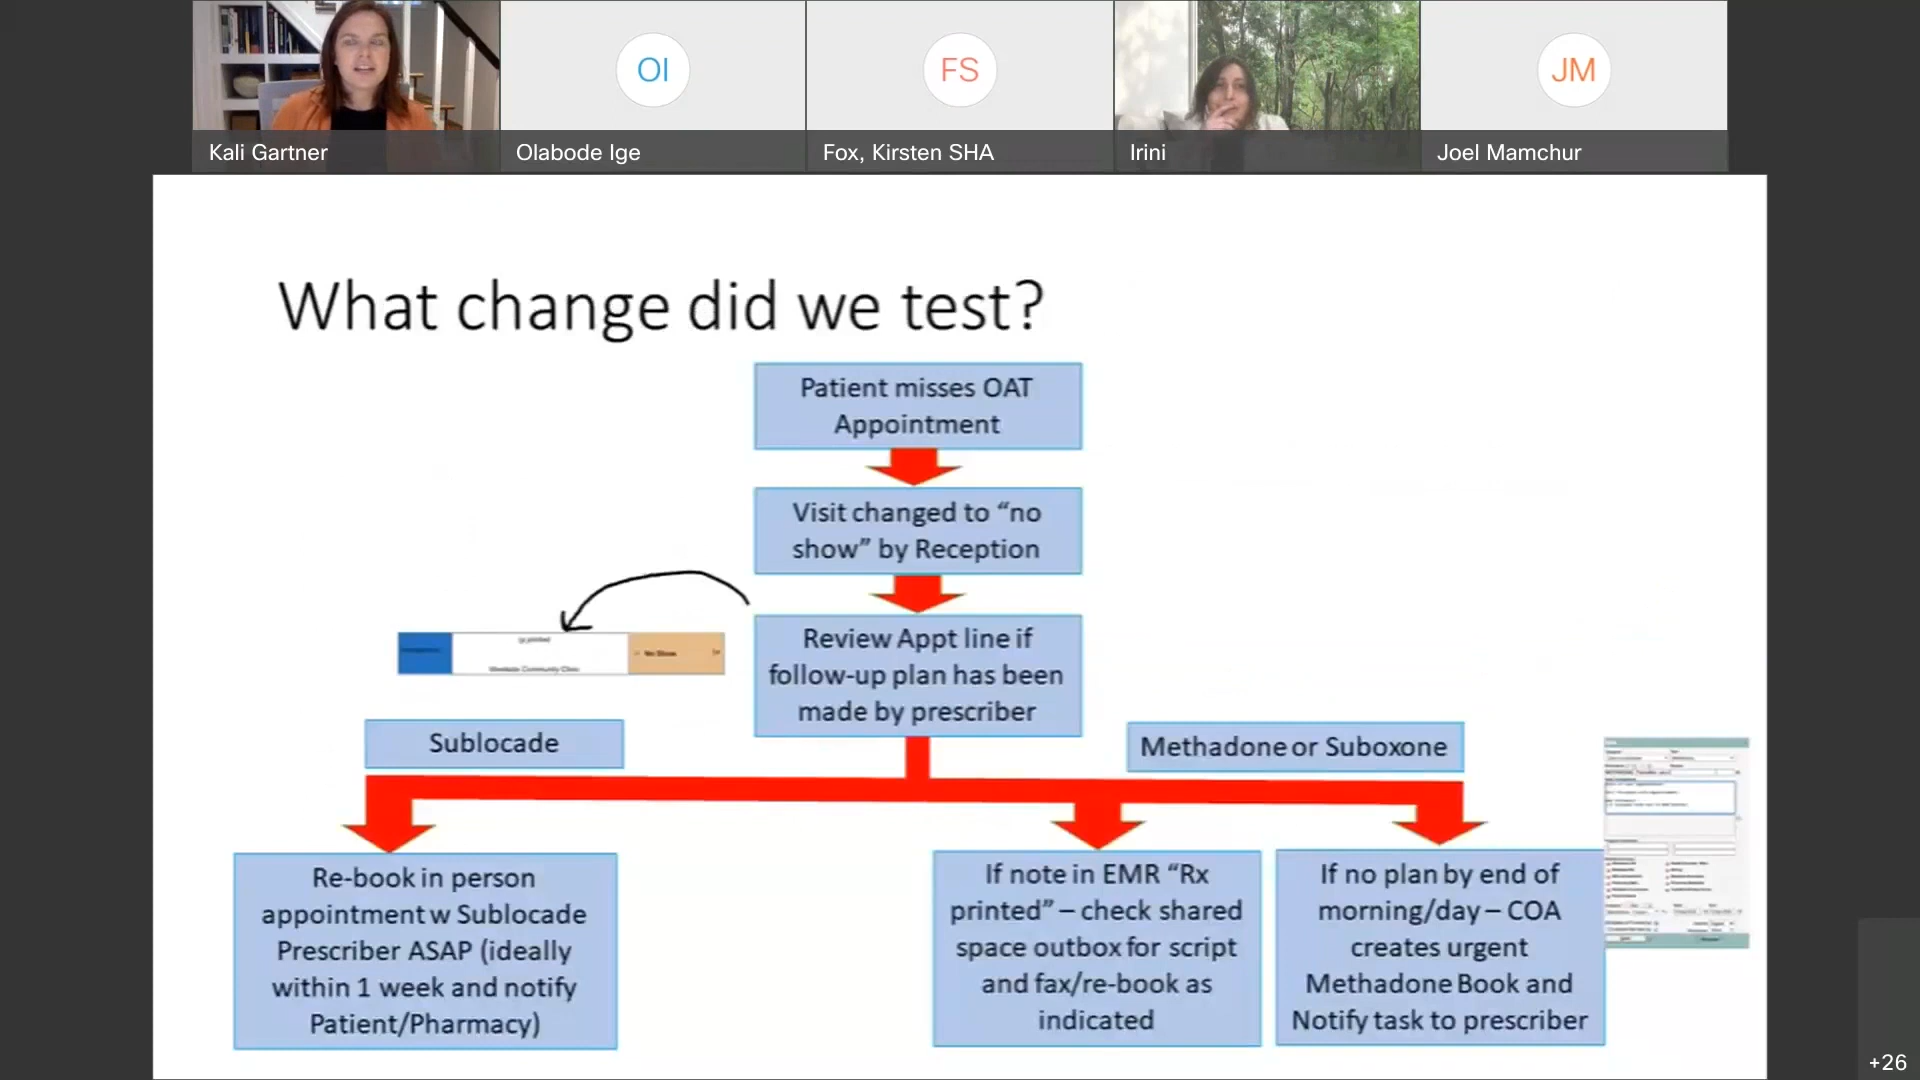 OI
FS
JM
Kali Gartner
Olabode Ige
Fox, Kirsten SHA
Irini
Joel Mamchur
What change did we test?
Patient misses OAT
Appointment
Visit changed to “no
show” by Reception
Review Appt line if
follow-up plan has been
made by prescriber
No Show
Westside Community Clinic
Sublocade
Methadone or Suboxone
Re-book in person
appointment w Sublocade
Prescriber ASAP (ideally
within 1 week and notify
Patient/Pharmacy)
If note in EMR “Rx
printed” – check shared
space outbox for script
and fax/re-book as
indicated
If no plan by end of
morning/day – COA
creates urgent
Methadone Book and
Notify task to prescriber
+26